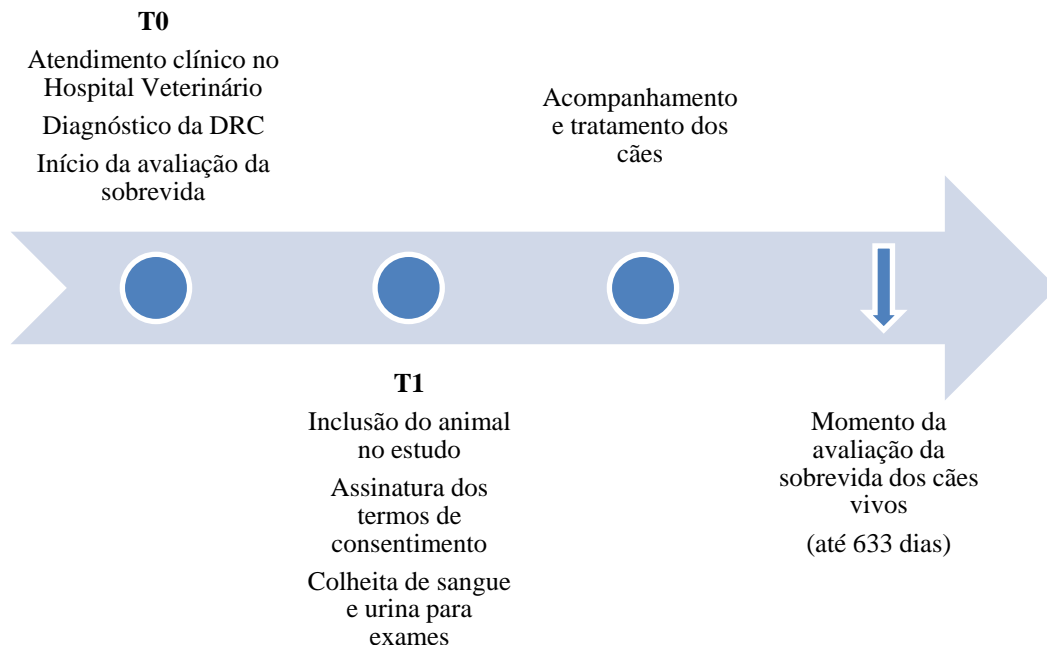 T0
Atendimento clínico no
Hospital Veterinário
Diagnóstico da DRC
Início da avaliação da
sobrevida
T1
Inclusão do animal
no estudo
Assinatura dos
termos de
consentimento
Colheita de sangue
e urina para
exames
Acompanhamento
e tratamento dos
cães
Momento da
avaliação da
sobrevida dos cães
vivos
(até 633 dias)